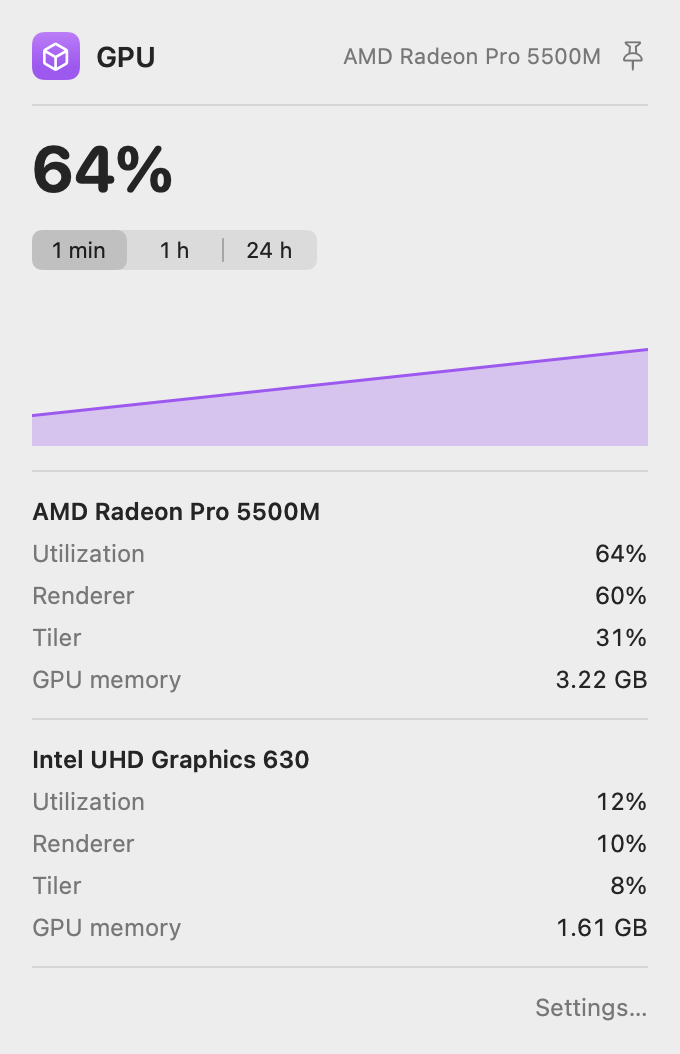 GPU AMD Radeon Pro 5500M
64%
1 min 1 h 24 h
AMD Radeon Pro 5500M
Utilization 64%
Renderer 60%
Tiler 31%
GPU memory 3.22 GB
Intel UHD Graphics 630
Utilization 12%
Renderer 10%
Tiler 8%
GPU memory 1.61 GB
Settings...